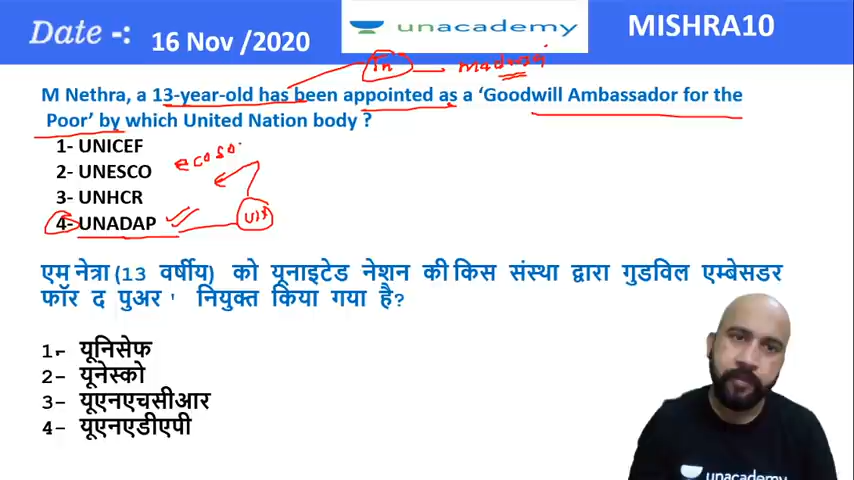 Date -: 16 Nov /2020
unacademy
MISHRA10
In
M Nethra, a 13-year-old has been appointed as a ‘Goodwill Ambassador for the
Poor’ by which United Nation body ?
1- UNICEF
2- UNESCO
3- UNHCR
4- UNADAP
ecoso
एम नेत्रा (13 वर्षीय) को यूनाइटेड नेशन की किस संस्था द्वारा गुडविल एम्बेसडर
फॉर द पुअर ' नियुक्त किया गया है?
1- यूनिसेफ
2- यूनेस्को
3- यूएनएचसीआर
4- यूएनएडीएपी
unacademy